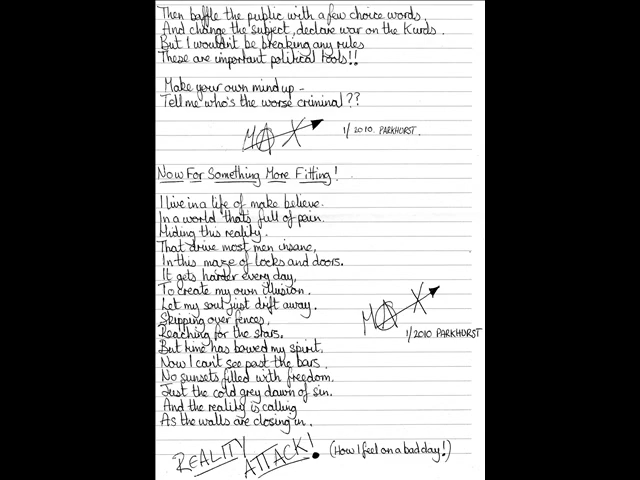 Then baffle the public with a few choice words
And change the subject, declare war on the Kurds.
But I wouldn't be breaking any rules
These are important political tools!!
Make your own mind up -
Tell me who's the worse criminal??
MAX
1/2010. PARKHORST.
Now For Something More Fitting!
I live in a life of make believe.
In a world that's full of pain.
Hiding this reality.
That drive most men insane,
In this maze of locks and doors.
It gets harder every day,
To create my own illusion.
Let my soul just drift away.
Skipping over fences,
Reaching for the stars.
But time has bowed my spirit.
Now I can't see past the bars.
No sunsets filled with freedom.
Just the cold grey dawn of sin.
And the reality is calling
As the walls are closing in.
MAX
1/2010 PARKHURST
REALITY ATTACK! (How I feel on a bad day!)